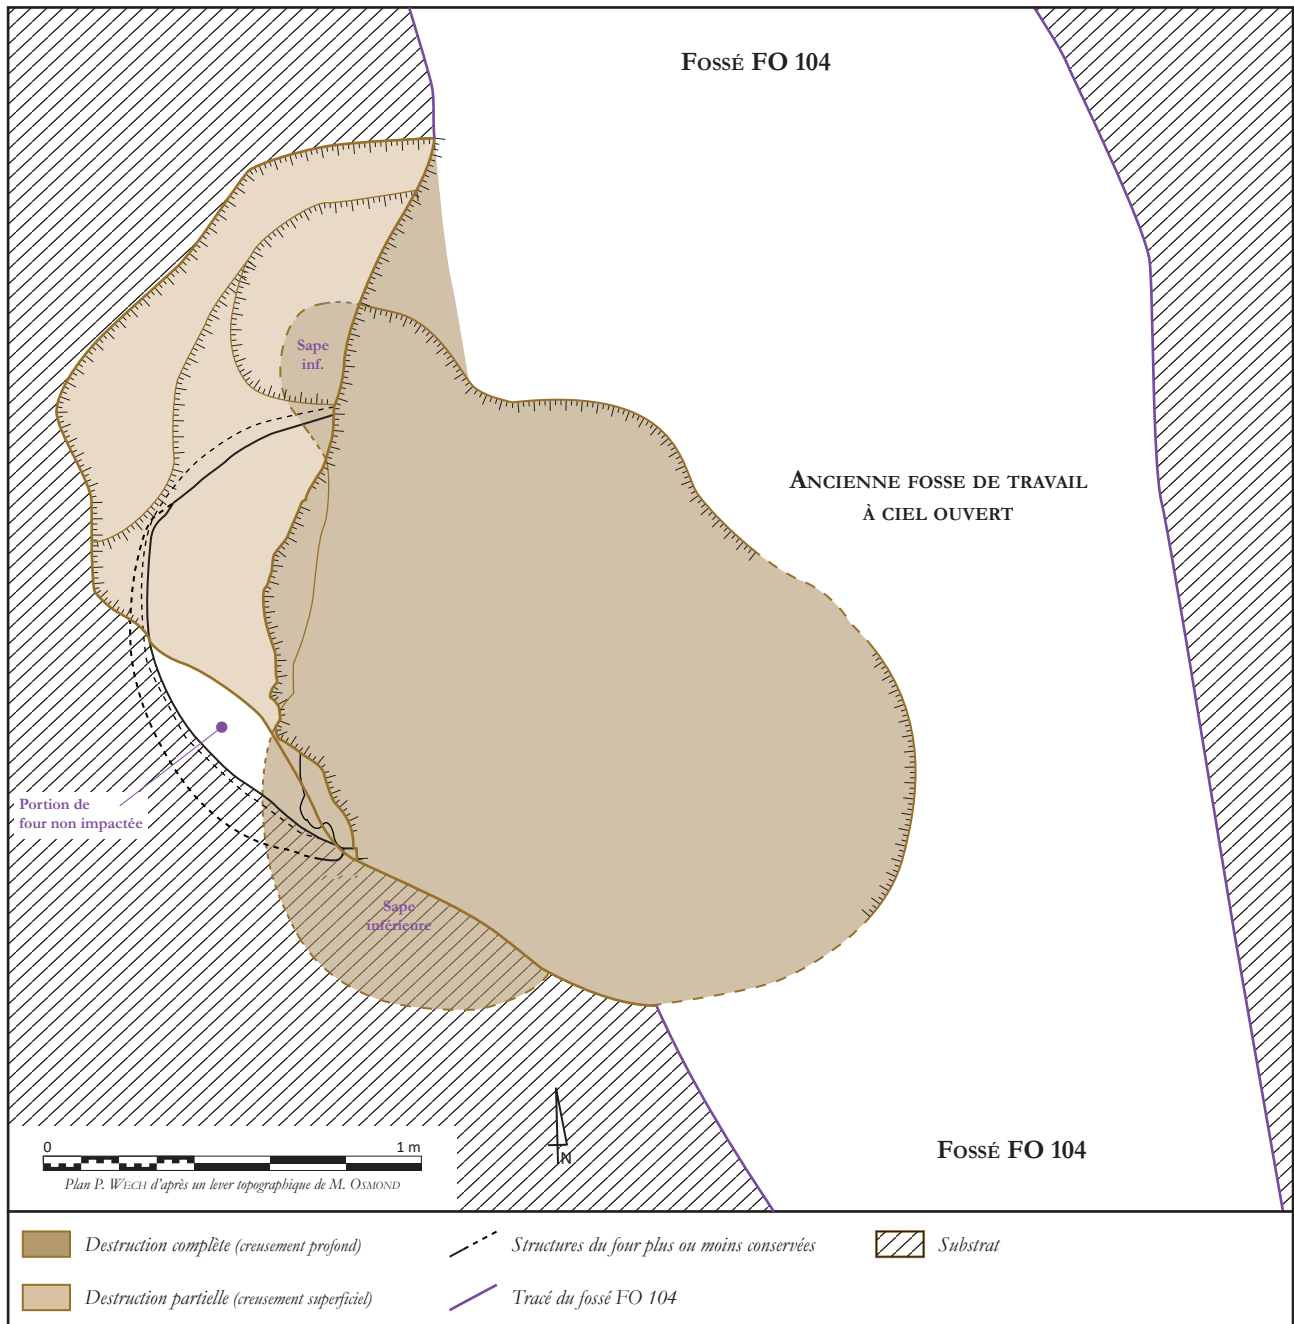 Fossé FO 104
Sape
inf.
Ancienne fosse de travail
à ciel ouvert
Portion de
four non impactée
Sape
inférieure
0 1 m
Plan P. Wech d'après un lever topographique de M. Osmond
N
Fossé FO 104
Destruction complète (creusement profond)
Structures du four plus ou moins conservées
Substrat
Destruction partielle (creusement superficiel)
Tracé du fossé FO 104